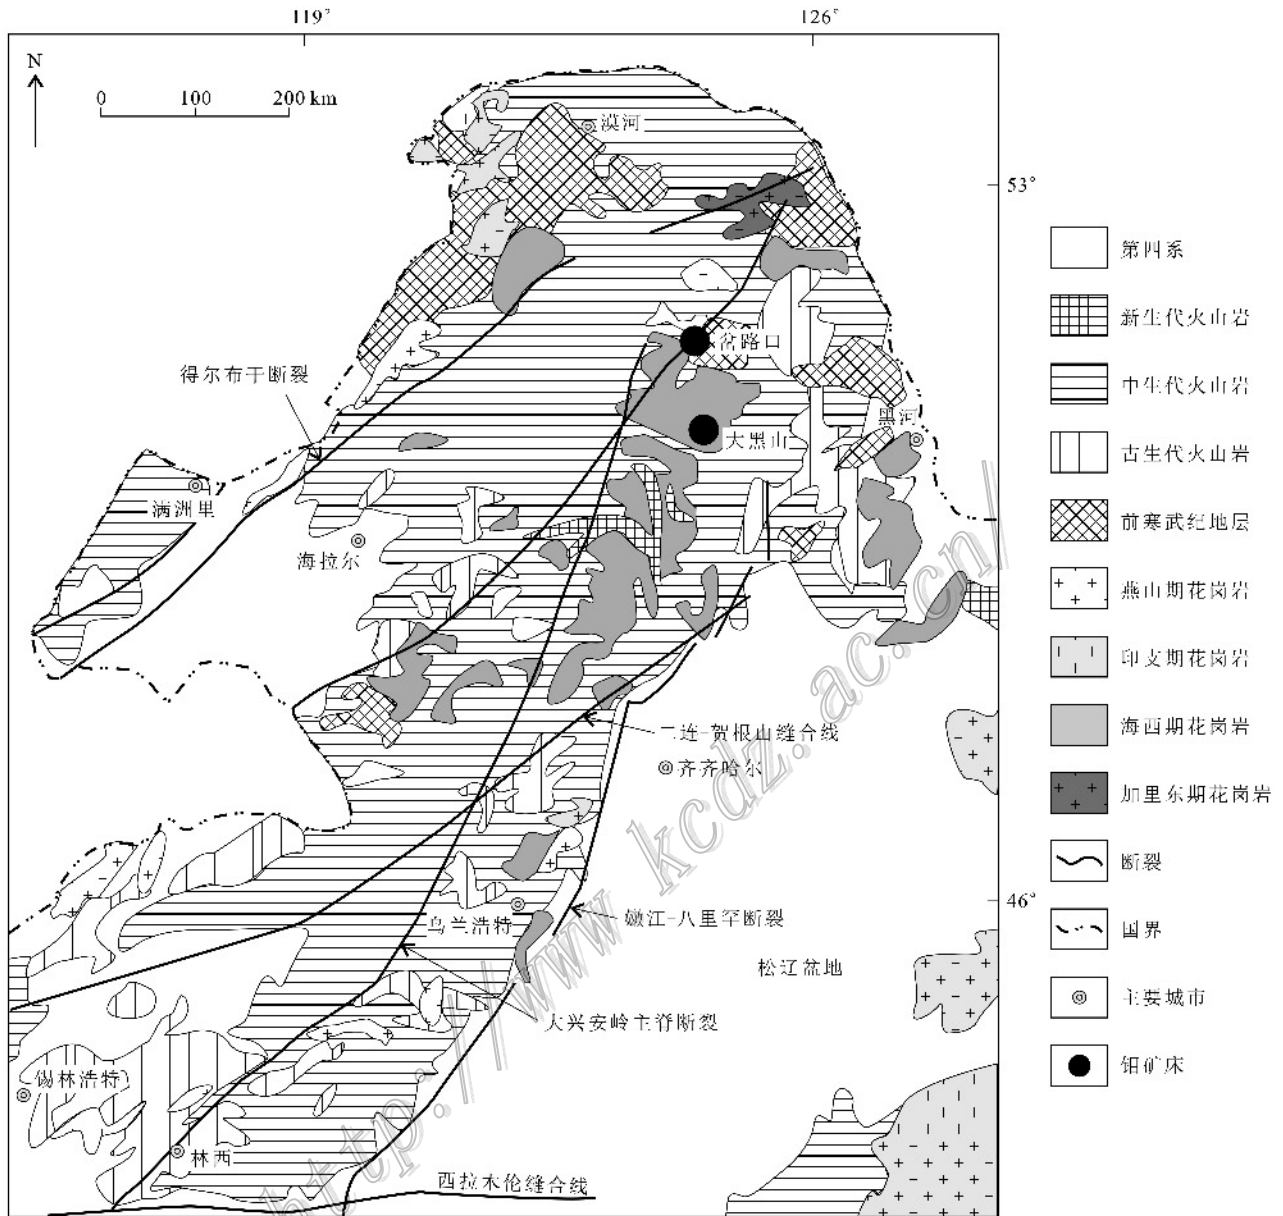 119°
126°
N
0 100 200 km
漠河
53°
岔路口
得尔布干断裂
黑河
大黑山
满洲里
海拉尔
二连-贺根山缝合线
齐齐哈尔
46°
乌兰浩特
嫩江-八里罕断裂
松辽盆地
大兴安岭主脊断裂
锡林浩特
林西
西拉木伦缝合线
第四系
新生代火山岩
中生代火山岩
古生代火山岩
前寒武纪地层
燕山期花岗岩
印支期花岗岩
海西期花岗岩
加里东期花岗岩
断裂
国界
主要城市
钼矿床
http://www.kcdz.ac.cn/